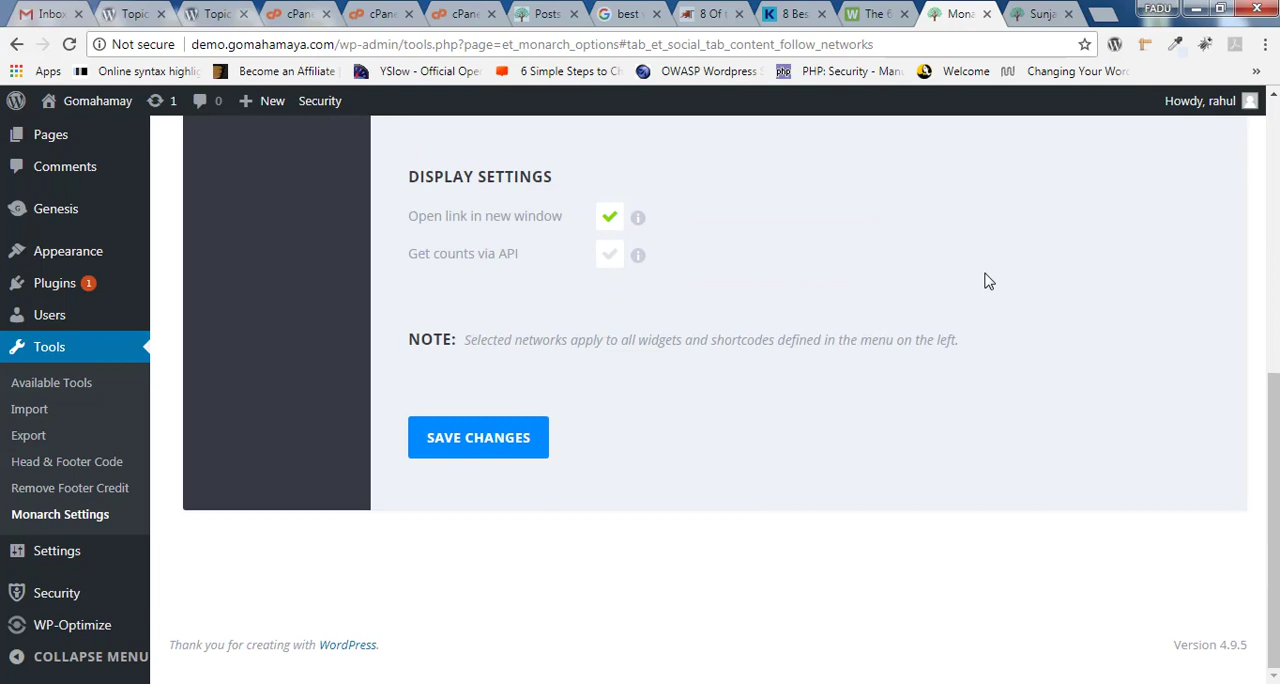 Inbox
Topic
Topic
cPane
cPane
cPane
Posts
best
8 Of t
8 Bes
The 6
Mona
Sunja
FADU
Not secure
demo.gomahamaya.com/wp-admin/tools.php?page=et_monarch_options#tab_et_social_tab_content_follow_networks
Apps
Online syntax highlig
Become an Affiliate
YSlow - Official Ope
6 Simple Steps to Ch
OWASP Wordpress S
PHP: Security - Manu
Welcome
Changing Your Word
Gomahamaya
1
0
New
Security
Howdy, rahul
Pages
Comments
Genesis
Appearance
Plugins 1
Users
Tools
Available Tools
Import
Export
Head & Footer Code
Remove Footer Credit
Monarch Settings
Settings
Security
WP-Optimize
COLLAPSE MENU
DISPLAY SETTINGS
Open link in new window
Get counts via API
NOTE: Selected networks apply to all widgets and shortcodes defined in the menu on the left.
SAVE CHANGES
Thank you for creating with WordPress.
Version 4.9.5